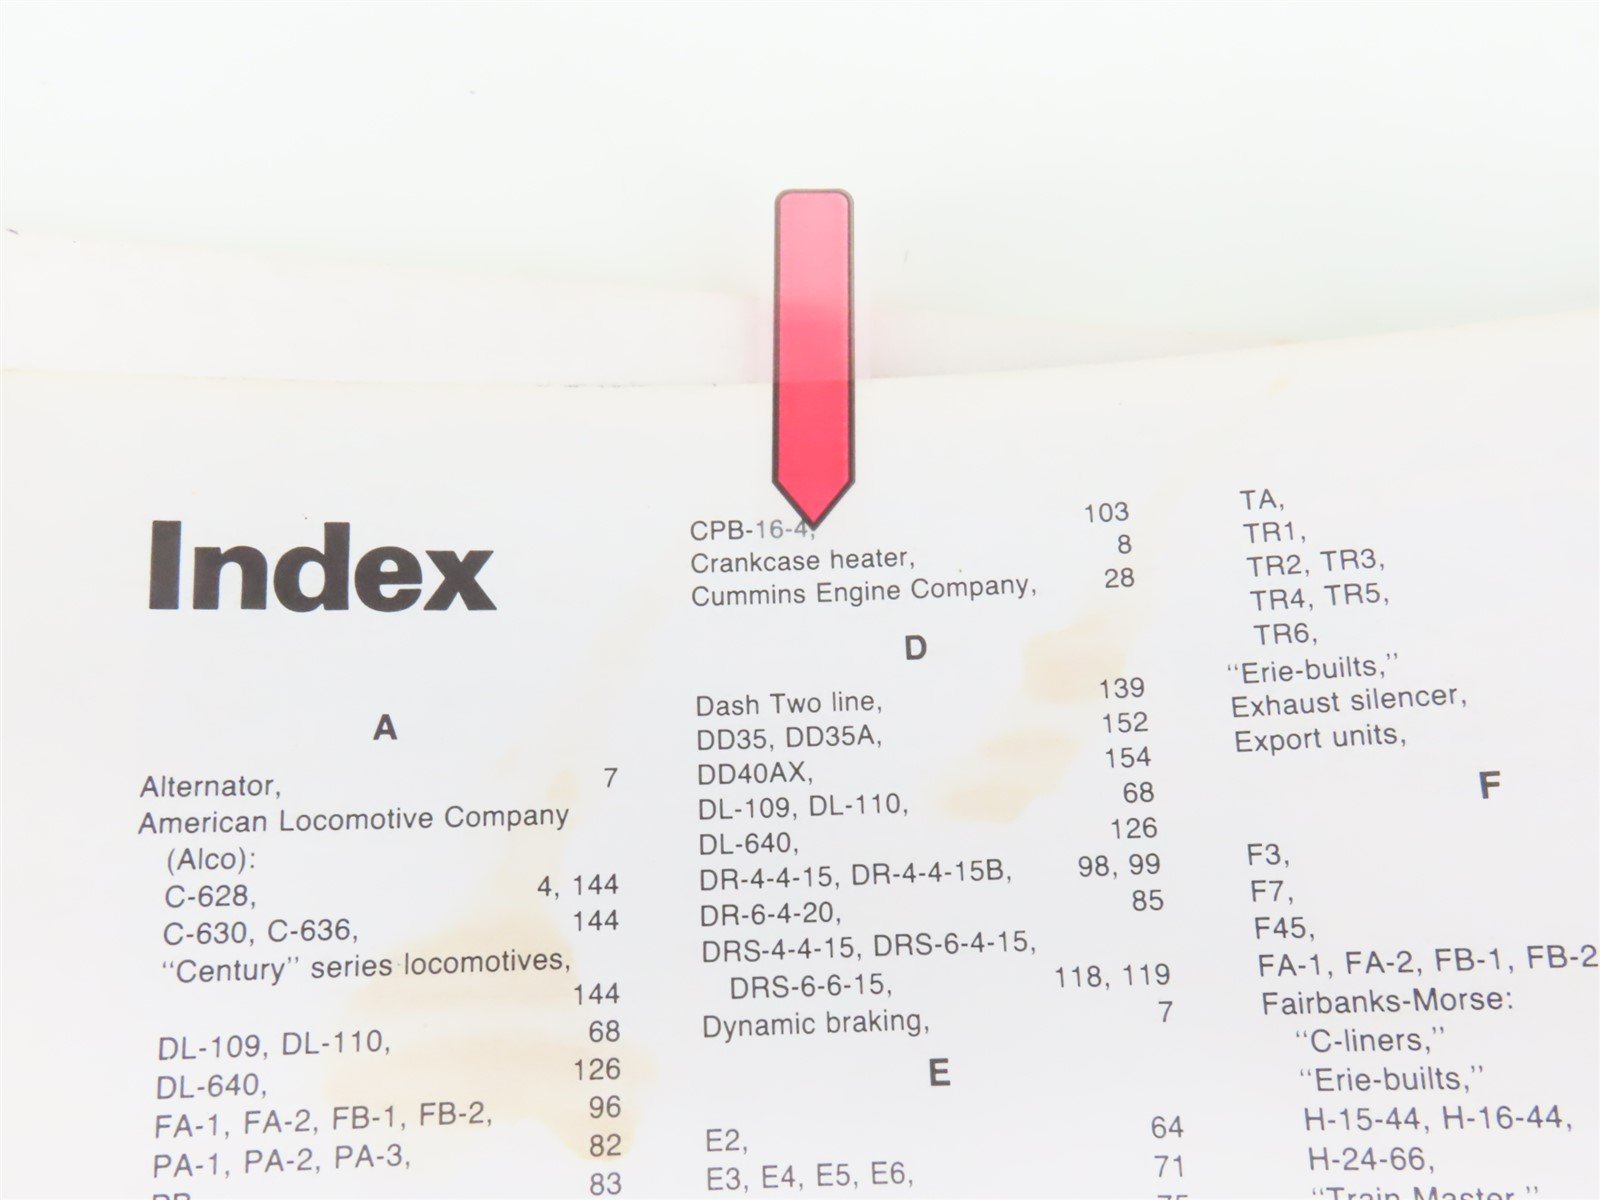 Index
A
Alternator, 7
American Locomotive Company
(Alco):
C-628, 4, 144
C-630, C-636, 144
“Century” series locomotives,
144
DL-109, DL-110, 68
DL-640, 126
FA-1, FA-2, FB-1, FB-2, 96
PA-1, PA-2, PA-3, 82
83
CPB-16-4, 103
Crankcase heater, 8
Cummins Engine Company, 28
D
Dash Two line, 139
DD35, DD35A, 152
DD40AX, 154
DL-109, DL-110, 68
DL-640, 126
DR-4-4-15, DR-4-4-15B, 98, 99
DR-6-4-20, 85
DRS-4-4-15, DRS-6-4-15,
DRS-6-6-15, 118, 119
Dynamic braking, 7
E
E2, 64
E3, E4, E5, E6, 71
TA,
TR1,
TR2, TR3,
TR4, TR5,
TR6,
“Erie-builts,”
Exhaust silencer,
Export units,
F
F3,
F7,
F45,
FA-1, FA-2, FB-1, FB-2
Fairbanks-Morse:
“C-liners,”
“Erie-builts,”
H-15-44, H-16-44,
H-24-66,
“Train Master,”